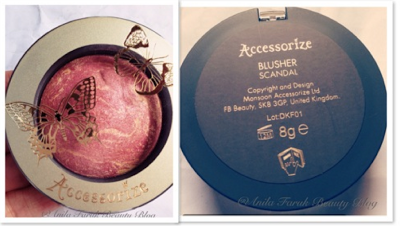 Accessorize
@Anila Farah Beauty Blog
Accessorize
BLUSHER
SCANDAL
Copyright and Design
Monsoon Accessorize Ltd
FB Beauty, SK8 3GP, United Kingdom.
Lot:DKF01
8g e
@Anila Farah Beauty Blog